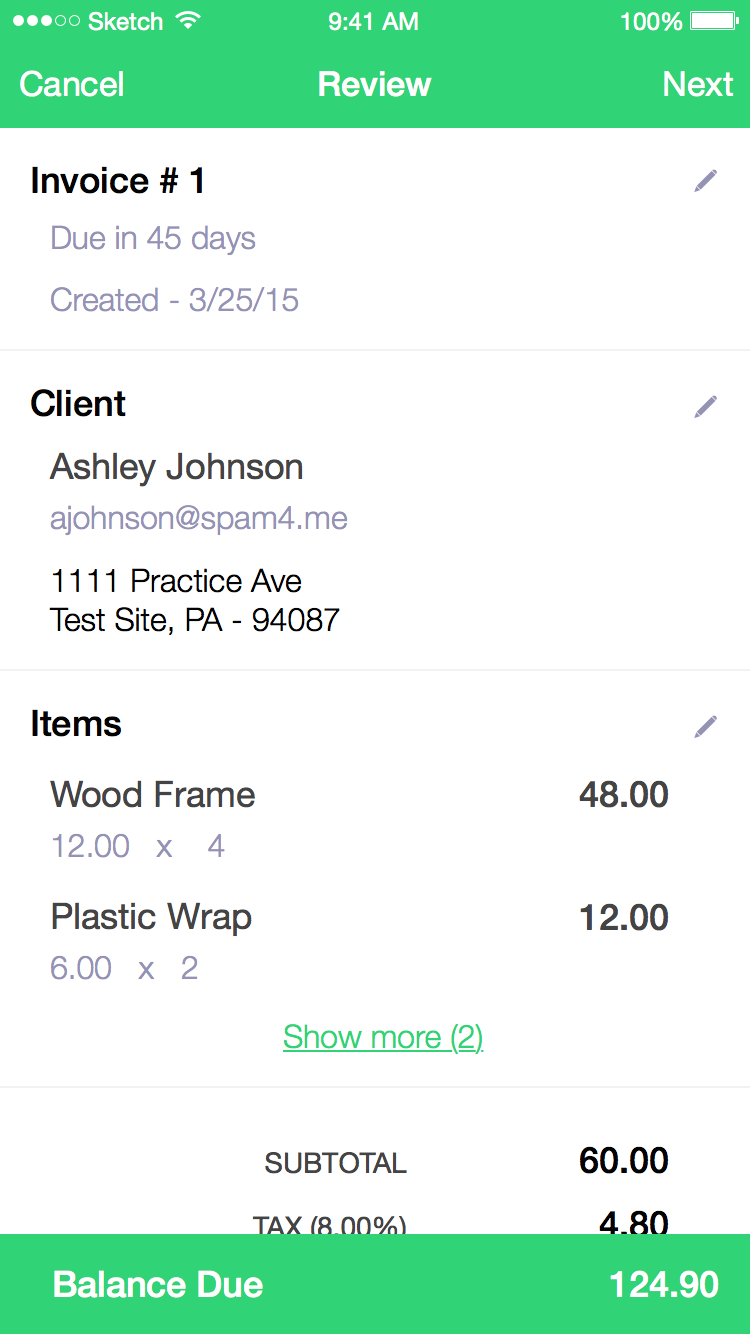 Sketch 9:41 AM 100%
Cancel Review Next
Invoice # 1
Due in 45 days
Created - 3/25/15
Client
Ashley Johnson
ajohnson@spam4.me
1111 Practice Ave
Test Site, PA - 94087
Items
Wood Frame 48.00
12.00 x 4
Plastic Wrap 12.00
6.00 x 2
Show more (2)
SUBTOTAL 60.00
TAX (8.00%) 4.80
Balance Due 124.90